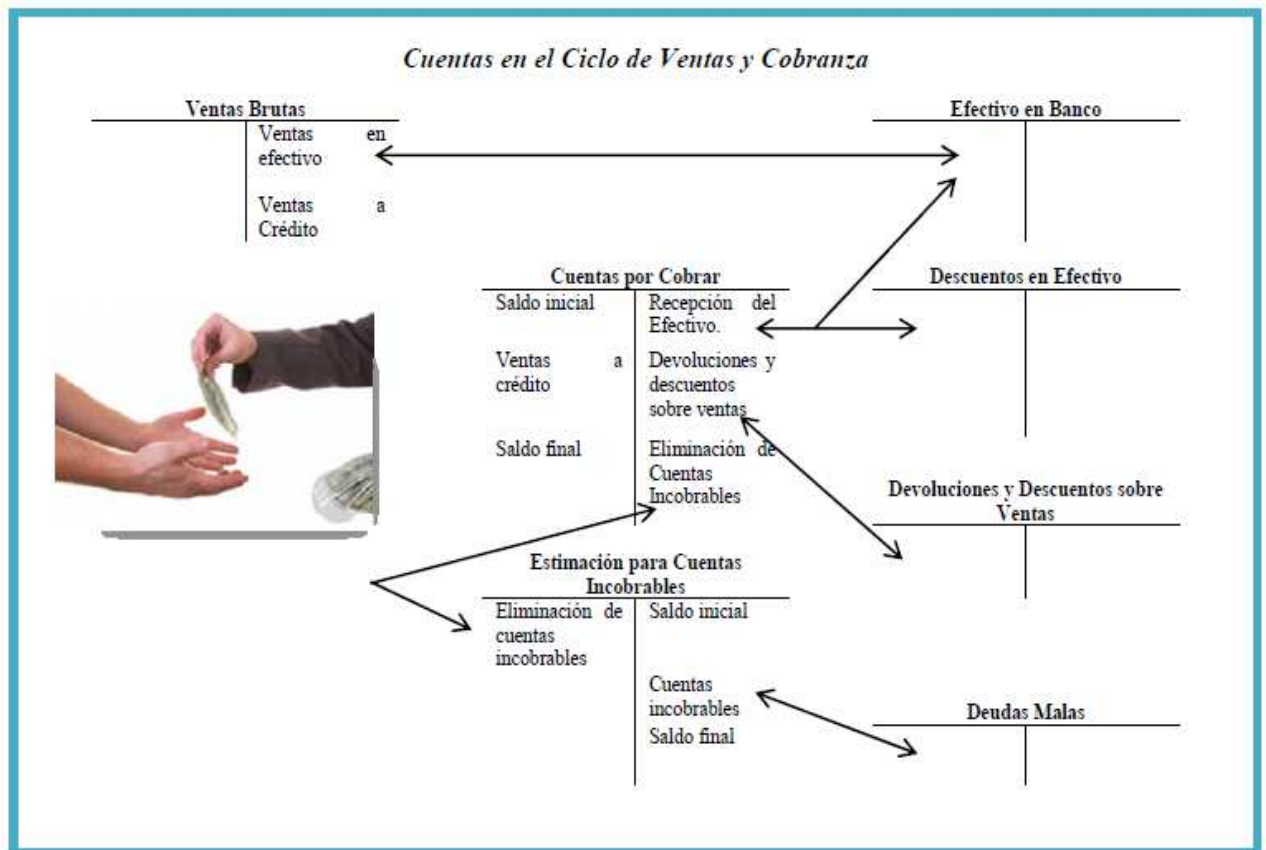 Cuentas en el Ciclo de Ventas y Cobranza
Ventas Brutas
Ventas en
efectivo
Ventas a
Crédito
Efectivo en Banco
Cuentas por Cobrar
Saldo inicial
Ventas a
crédito
Saldo final
Recepción del
Efectivo.
Devoluciones y
descuentos
sobre ventas
Eliminación de
Cuentas
Incobrables
Descuentos en Efectivo
Devoluciones y Descuentos sobre
Ventas
Estimación para Cuentas
Incobrables
Eliminación de
cuentas
incobrables
Saldo inicial
Cuentas
incobrables
Saldo final
Deudas Malas